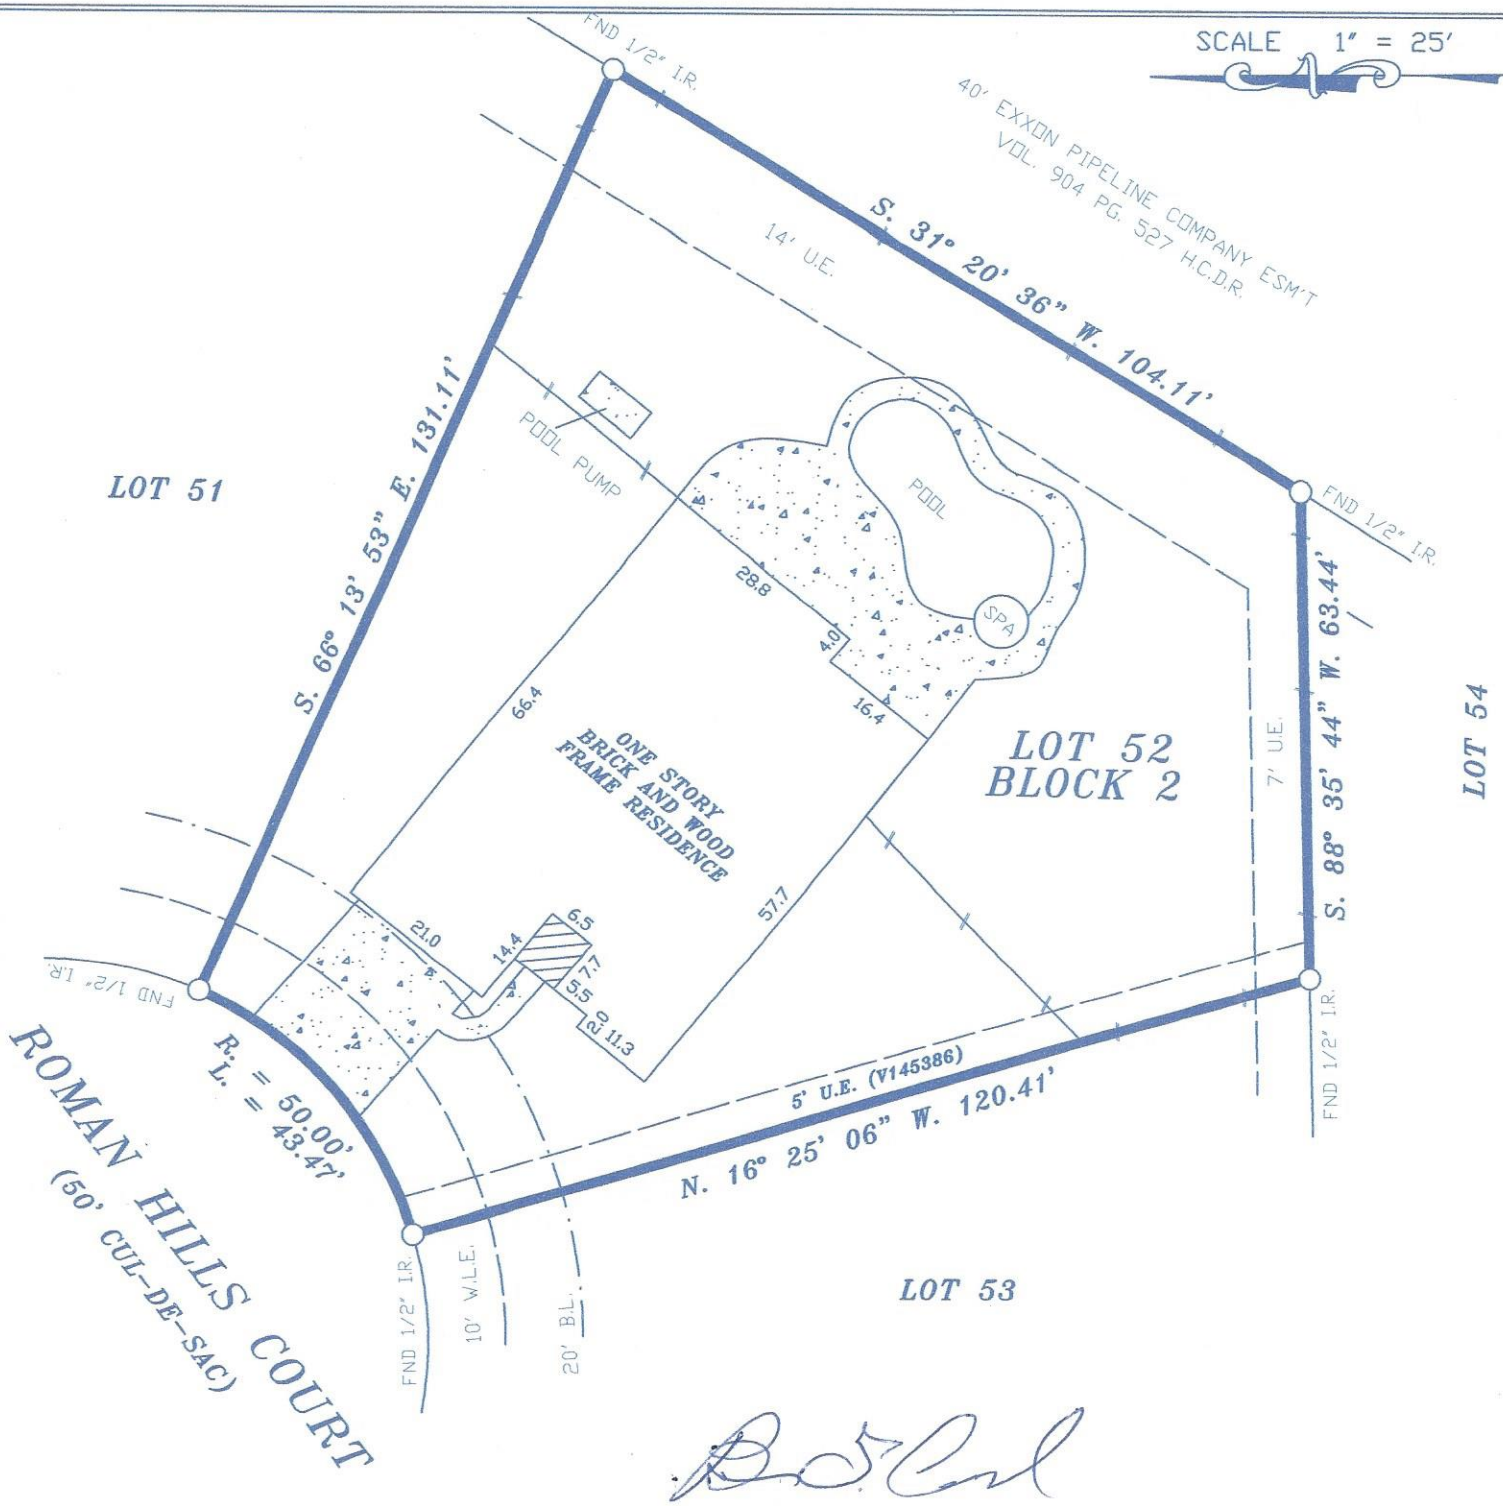 SCALE 1" = 25'
FND 1/2" I.R.
40' EXXON PIPELINE COMPANY ESM'T
VOL. 904 PG. 527 H.C.D.R.
S. 31° 20' 36" W. 104.11'
14' U.E.
S. 66° 13' 53" E. 131.11'
LOT 51
POOL PUMP
POOL
SPA
FND 1/2" I.R.
28.8
4.0
16.4
66.4
57.7
ONE STORY
BRICK AND WOOD
FRAME RESIDENCE
LOT 52
BLOCK 2
7' U.E.
S. 88° 35' 44" W. 63.44'
LOT 54
21.0
14.4
6.5
7.7
5.5
2.0
11.3
FND 1/2" I.R.
R. = 50.00'
L. = 43.47'
ROMAN HILLS COURT
(50' CUL-DE-SAC)
5' U.E. (V145386)
N. 16° 25' 06" W. 120.41'
FND 1/2" I.R.
FND 1/2" I.R.
10' W.L.E.
20' B.L.
LOT 53